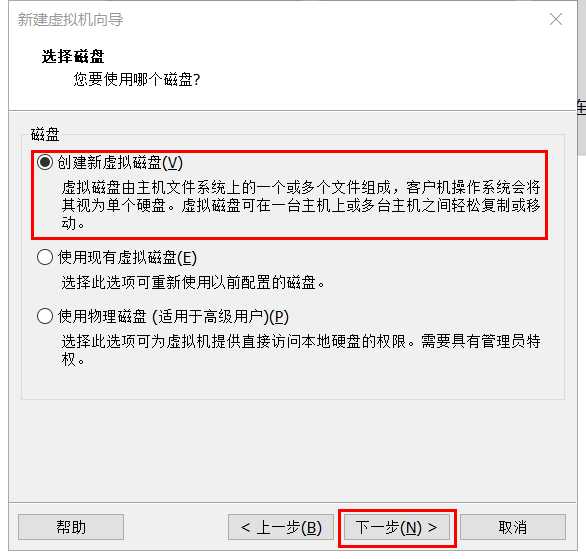 新建虚拟机向导
选择磁盘
您要使用哪个磁盘?
连
磁盘
创建新虚拟磁盘(V)
虚拟磁盘由主机文件系统上的一个或多个文件组成，客户机操作系统会将
其视为单个硬盘。虚拟磁盘可在一台主机上或多台主机之间轻松复制或移
动。
使用现有虚拟磁盘(E)
选择此选项可重新使用以前配置的磁盘。
使用物理磁盘 (适用于高级用户)(P)
选择此选项可为虚拟机提供直接访问本地硬盘的权限。需要具有管理员特
权。
帮助
< 上一步(B)
下一步(N) >
取消